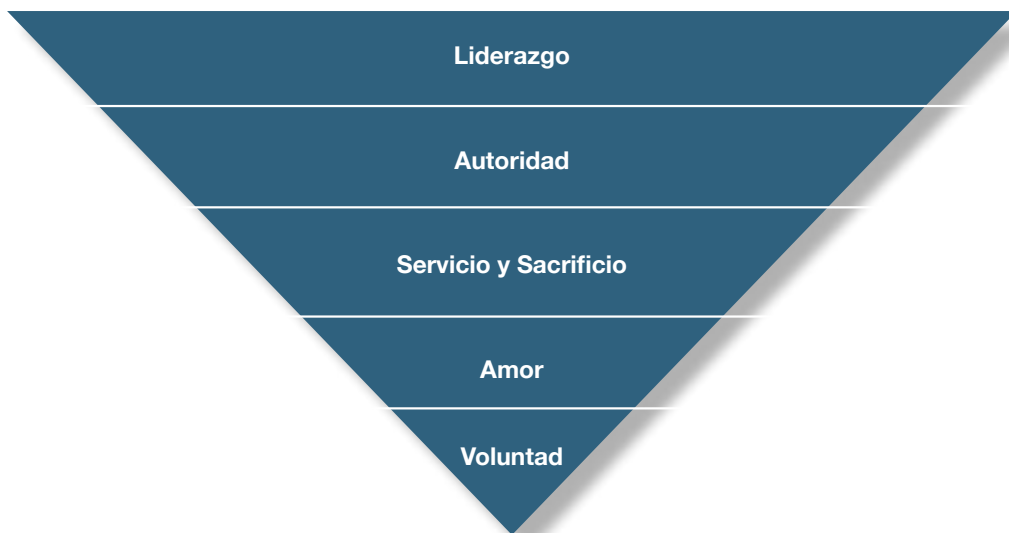 Liderazgo
Autoridad
Servicio y Sacrificio
Amor
Voluntad